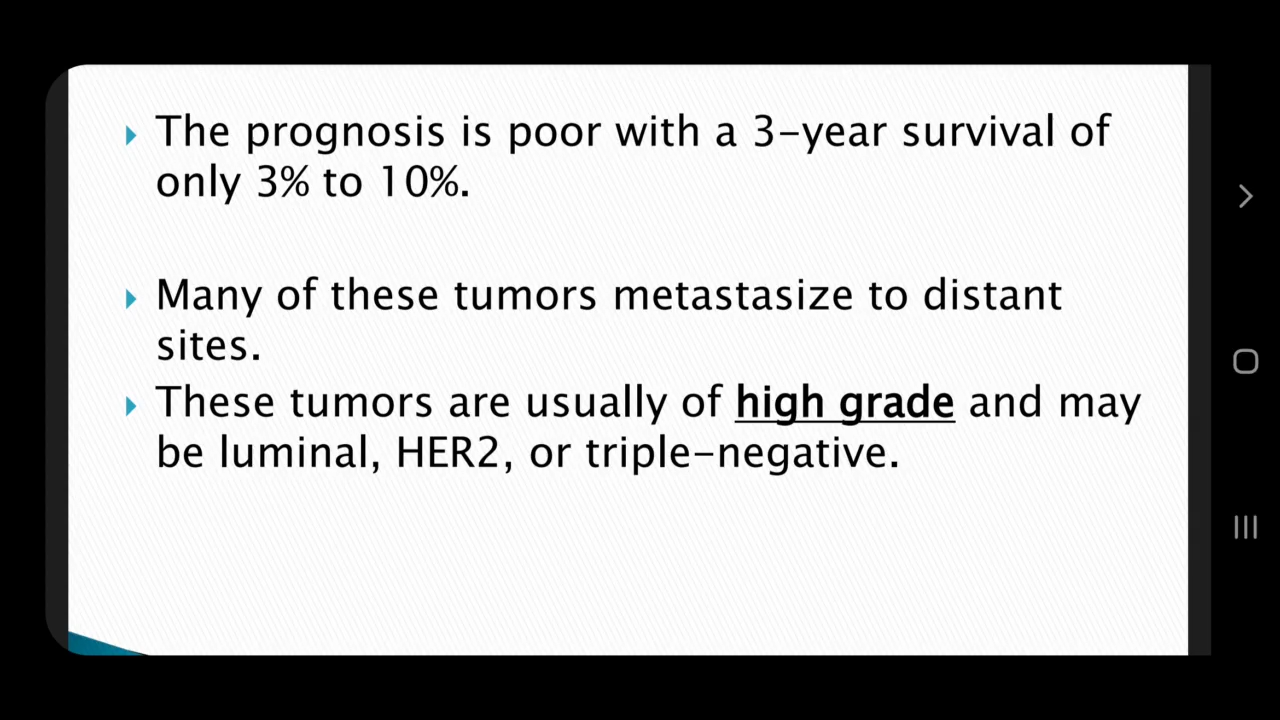 The prognosis is poor with a 3-year survival of
only 3% to 10%.
Many of these tumors metastasize to distant
sites.
These tumors are usually of high grade and may
be luminal, HER2, or triple-negative.